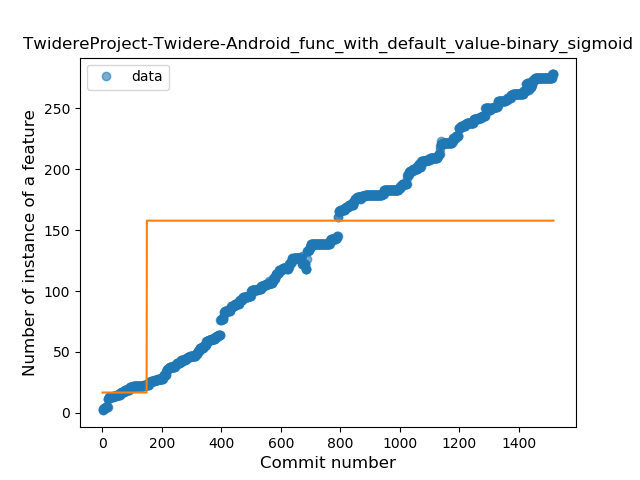 TwidereProject-Twidere-Android_func_with_default_value-binary_sigmoid
data
Number of instance of a feature
250
200
150
100
50
0
0 200 400 600 800 1000 1200 1400
Commit number